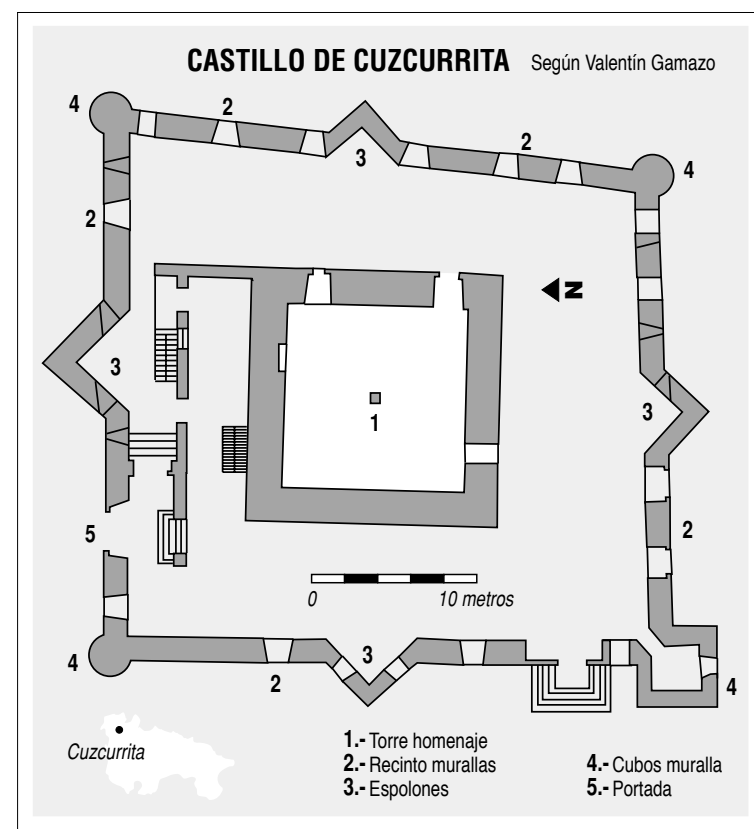 CASTILLO DE CUZCURRITA Según Valentín Gamazo
4
2
2
3
4
2
N
3
1
3
5
2
0 10 metros
4
3
2
4
Cuzcurrita
1.- Torre homenaje
2.- Recinto murallas
3.- Espolones
4.- Cubos muralla
5.- Portada